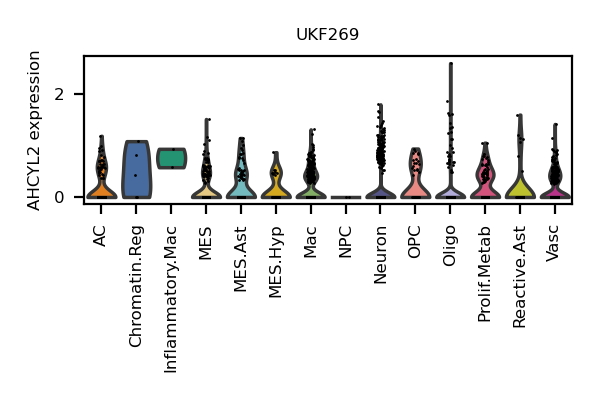 UKF269
AHCYL2 expression
2
0
AC
Chromatin.Reg
Inflammatory.Mac
MES
MES.Ast
MES.Hyp
Mac
NPC
Neuron
OPC
Oligo
Prolif.Metab
Reactive.Ast
Vasc